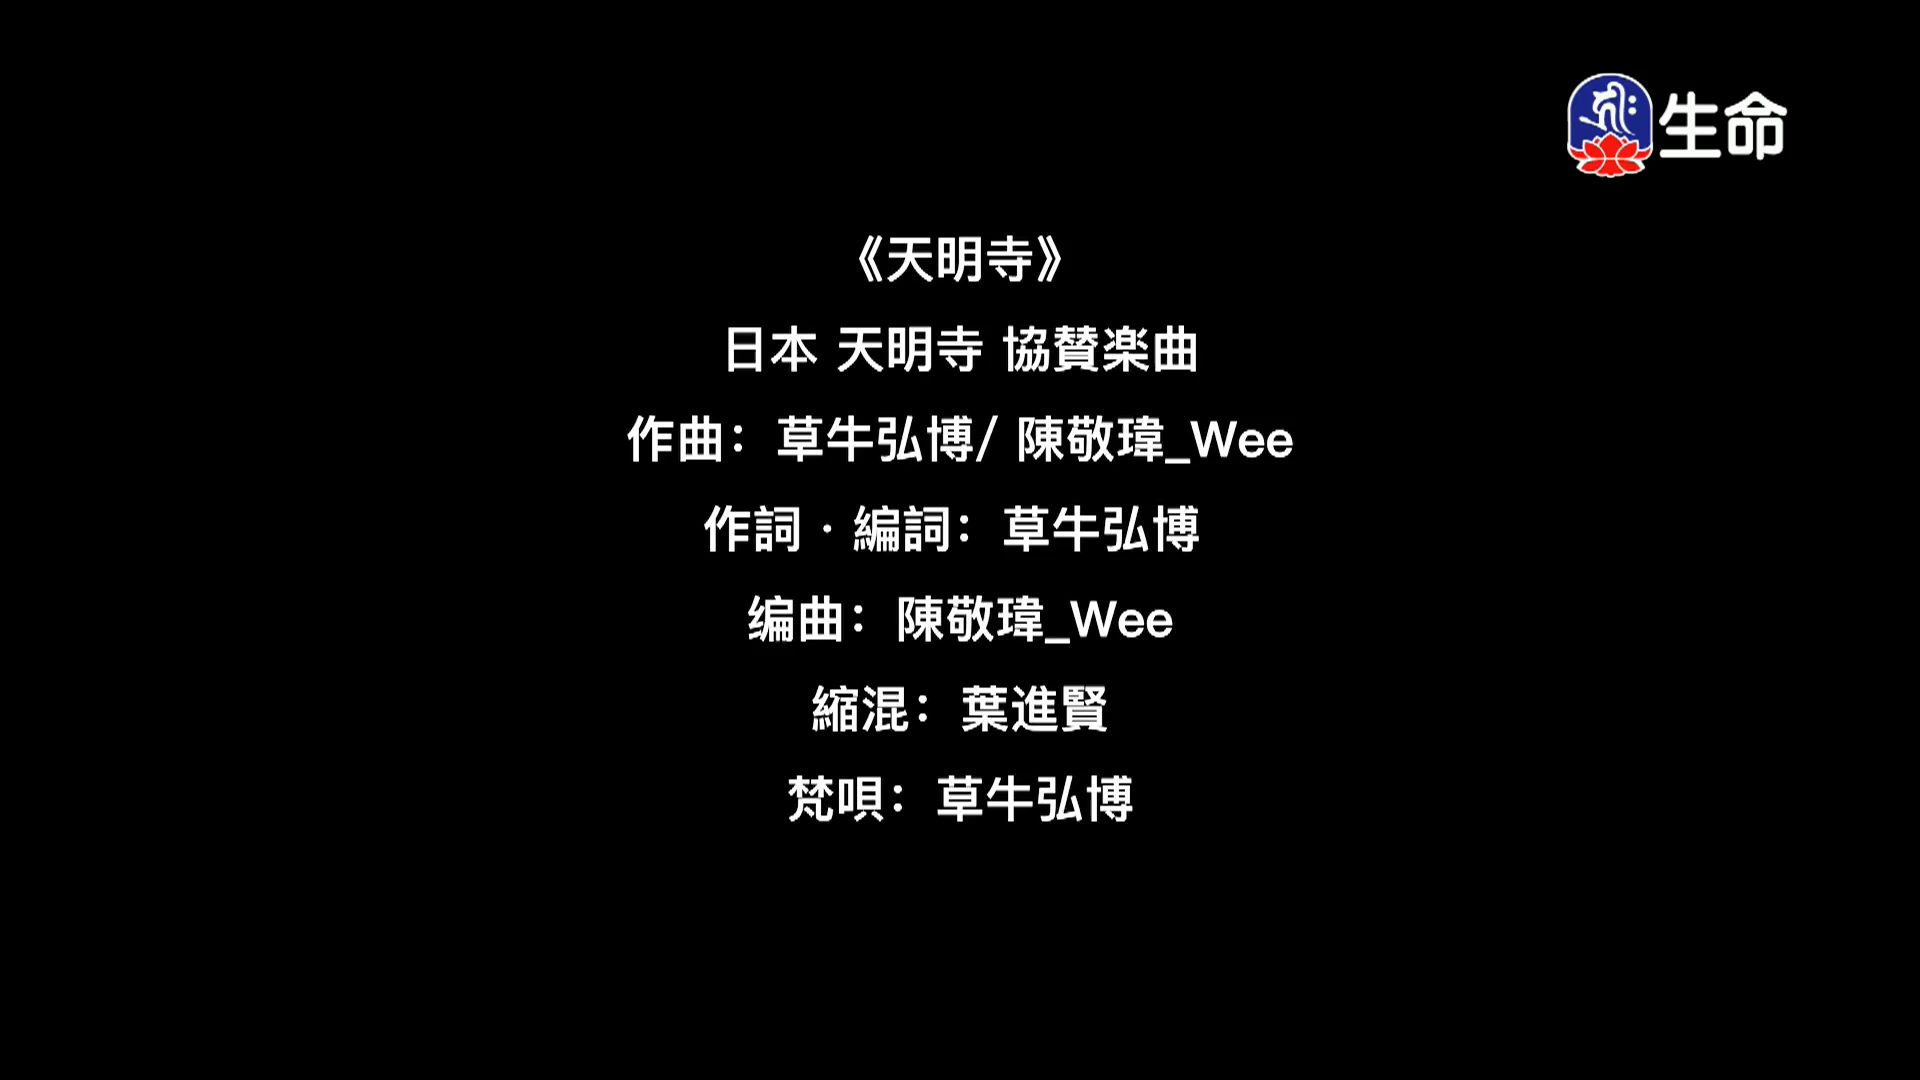 生命
《天明寺》
日本 天明寺 協賛楽曲
作曲：草牛弘博/ 陳敬瑋_Wee
作詞 · 編詞：草牛弘博
编曲：陳敬瑋_Wee
縮混：葉進賢
梵唄：草牛弘博